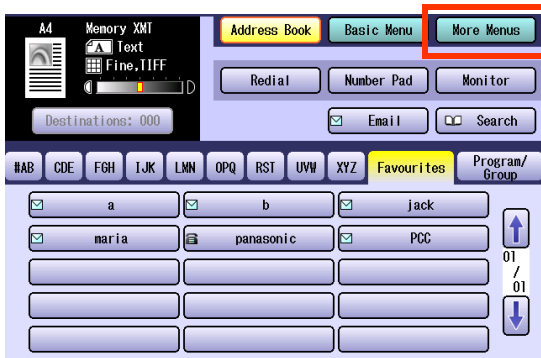 A4 Memory XMT
A Text
Fine,TIFF
D
Destinations: 000
Address Book Basic Menu More Menus
Redial Number Pad Monitor
Email Search
#AB CDE FGH IJK LMN OPQ RST UVW XYZ Favourites Program/
Group
a b jack
maria panasonic PCC
01
/
01